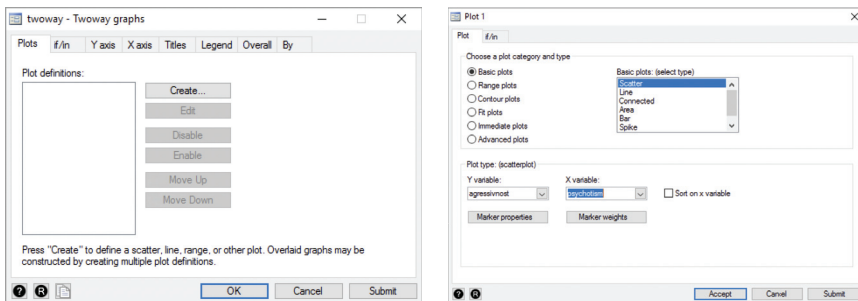 twoway - Twoway graphs
Plots if/in Y axis X axis Titles Legend Overall By
Plot definitions:
Create...
Edit
Disable
Enable
Move Up
Move Down
Press "Create" to define a scatter, line, range, or other plot. Overlaid graphs may be
constructed by creating multiple plot definitions.
? R OK Cancel Submit
Plot 1
Plot if/in
Choose a plot category and type
Basic plots
Range plots
Contour plots
Fit plots
Immediate plots
Advanced plots
Basic plots: (select type)
Scatter
Line
Connected
Area
Bar
Spike
Plot type: (scatterplot)
Y variable: X variable:
agressivnost psychotism Sort on x variable
Marker properties Marker weights
? R Accept Canvel Submit